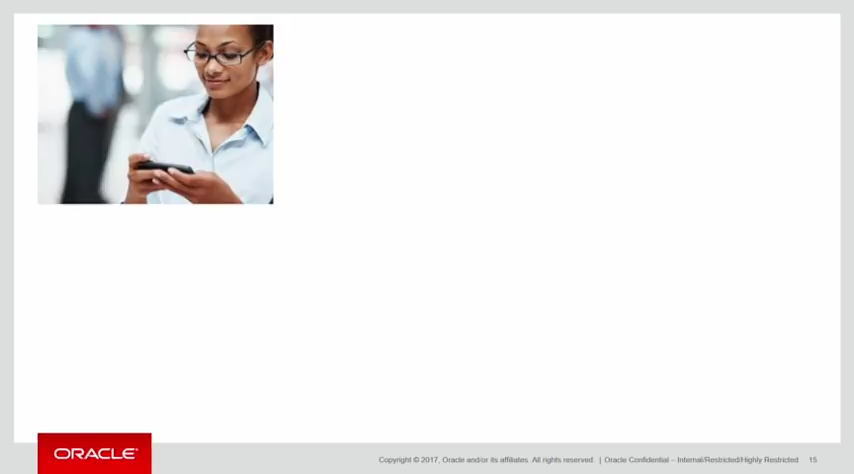 ORACLE
Copyright © 2017, Oracle and/or its affiliates. All rights reserved. | Oracle Confidential – Internal/Restricted/Highly Restricted 15